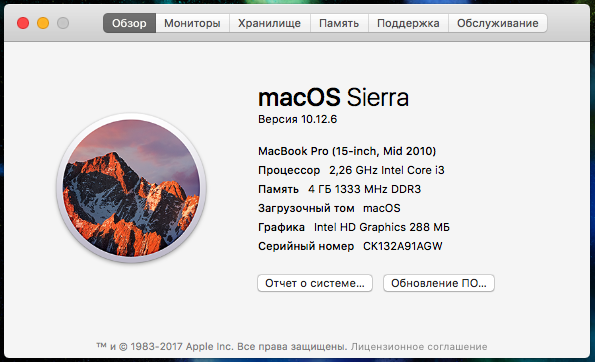 Обзор Мониторы Хранилище Память Поддержка Обслуживание
macOS Sierra
Версия 10.12.6
MacBook Pro (15-inch, Mid 2010)
Процессор 2,26 GHz Intel Core i3
Память 4 ГБ 1333 MHz DDR3
Загрузочный том macOS
Графика Intel HD Graphics 288 МБ
Серийный номер CK132A91AGW
Отчет о системе... Обновление ПО...
™ и © 1983-2017 Apple Inc. Все права защищены. Лицензионное соглашение